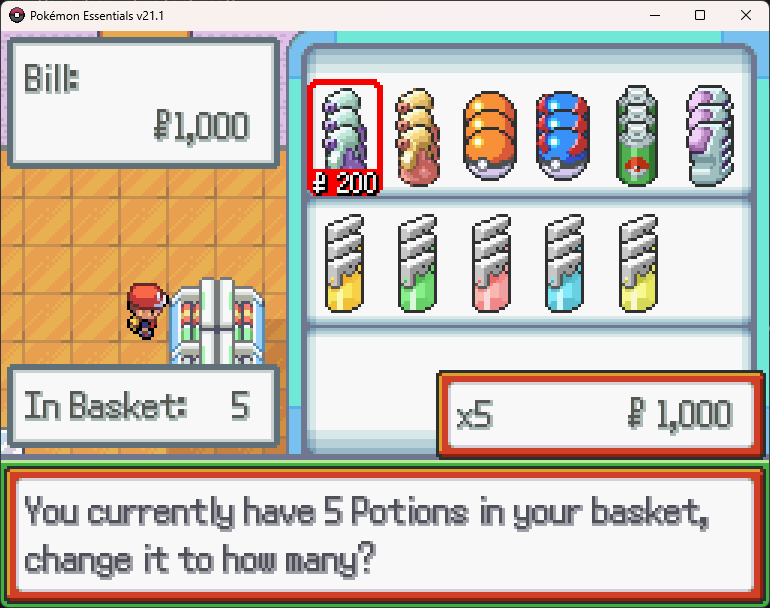 Pokémon Essentials v21.1
Bill:
₽1,000
₽ 200
In Basket: 5
x5 ₽ 1,000
You currently have 5 Potions in your basket,
change it to how many?